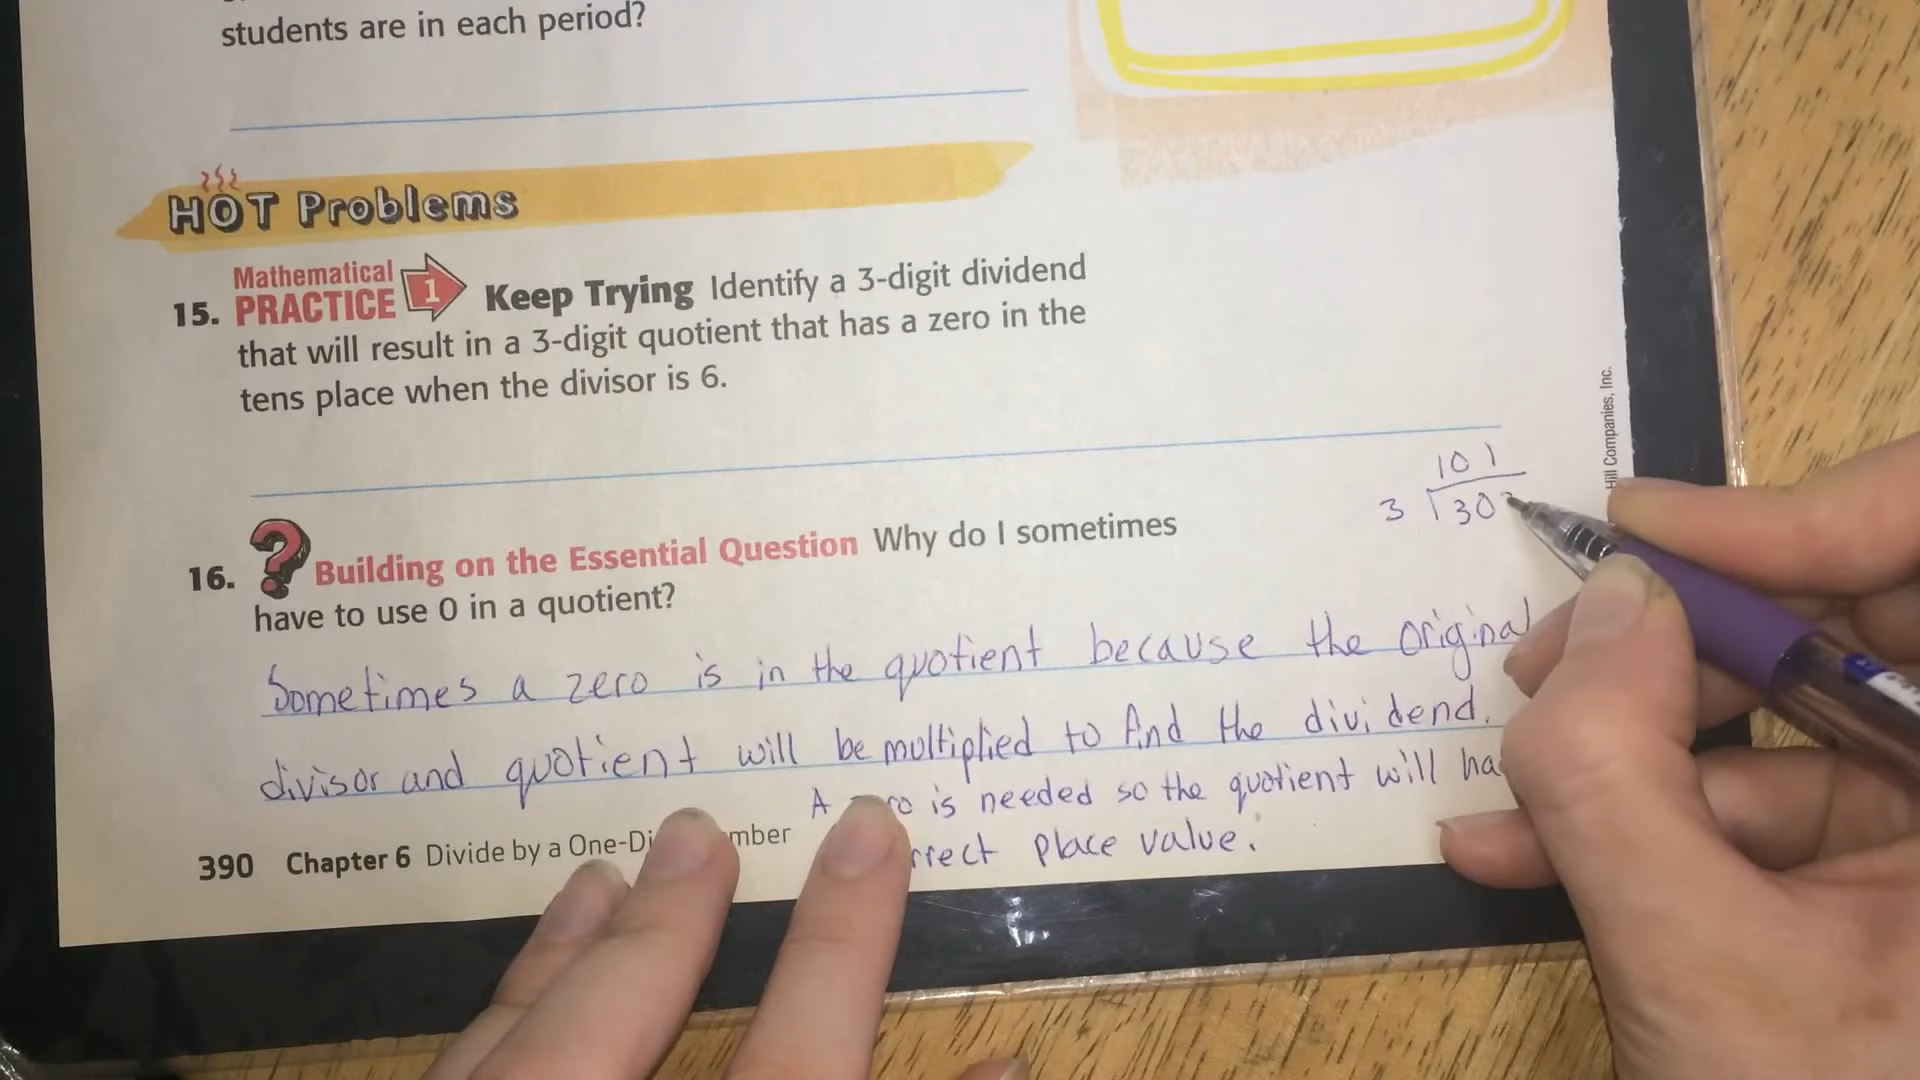 students are in each period?
HOT Problems
Mathematical
15. PRACTICE 1 Keep Trying Identify a 3-digit dividend
that will result in a 3-digit quotient that has a zero in the
tens place when the divisor is 6.
101
3 30
16. ? Building on the Essential Question Why do I sometimes
have to use 0 in a quotient?
Sometimes a zero is in the quotient because the original
divisor and quotient will be multiplied to find the dividend.
A is needed so the quotient will
place value.
390 Chapter 6 Divide by a
Hill Companies, Inc.